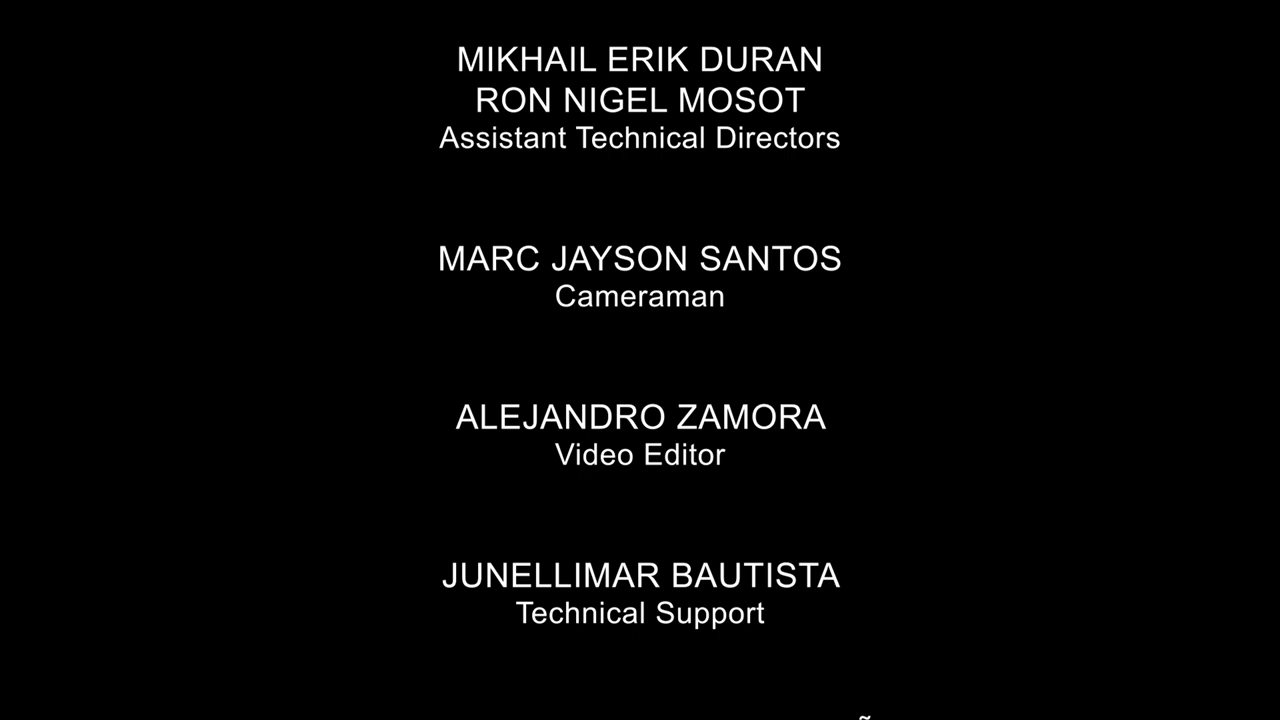 MIKHAIL ERIK DURAN
RON NIGEL MOSOT
Assistant Technical Directors
MARC JAYSON SANTOS
Cameraman
ALEJANDRO ZAMORA
Video Editor
JUNELLIMAR BAUTISTA
Technical Support